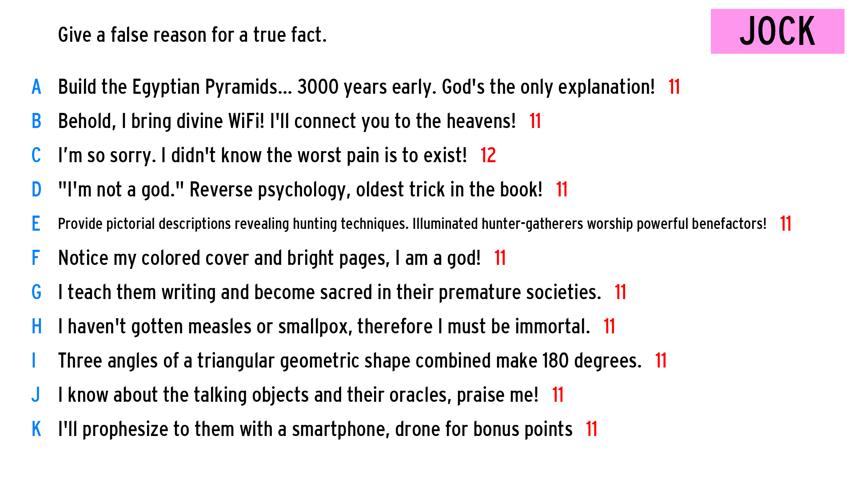 Give a false reason for a true fact.
JOCK
A Build the Egyptian Pyramids... 3000 years early. God's the only explanation! 11
B Behold, I bring divine WiFi! I'll connect you to the heavens! 11
C I’m so sorry. I didn't know the worst pain is to exist! 12
D "I'm not a god." Reverse psychology, oldest trick in the book! 11
E Provide pictorial descriptions revealing hunting techniques. Illuminated hunter-gatherers worship powerful benefactors! 11
F Notice my colored cover and bright pages, I am a god! 11
G I teach them writing and become sacred in their premature societies. 11
H I haven't gotten measles or smallpox, therefore I must be immortal. 11
I Three angles of a triangular geometric shape combined make 180 degrees. 11
J I know about the talking objects and their oracles, praise me! 11
K I'll prophesize to them with a smartphone, drone for bonus points 11